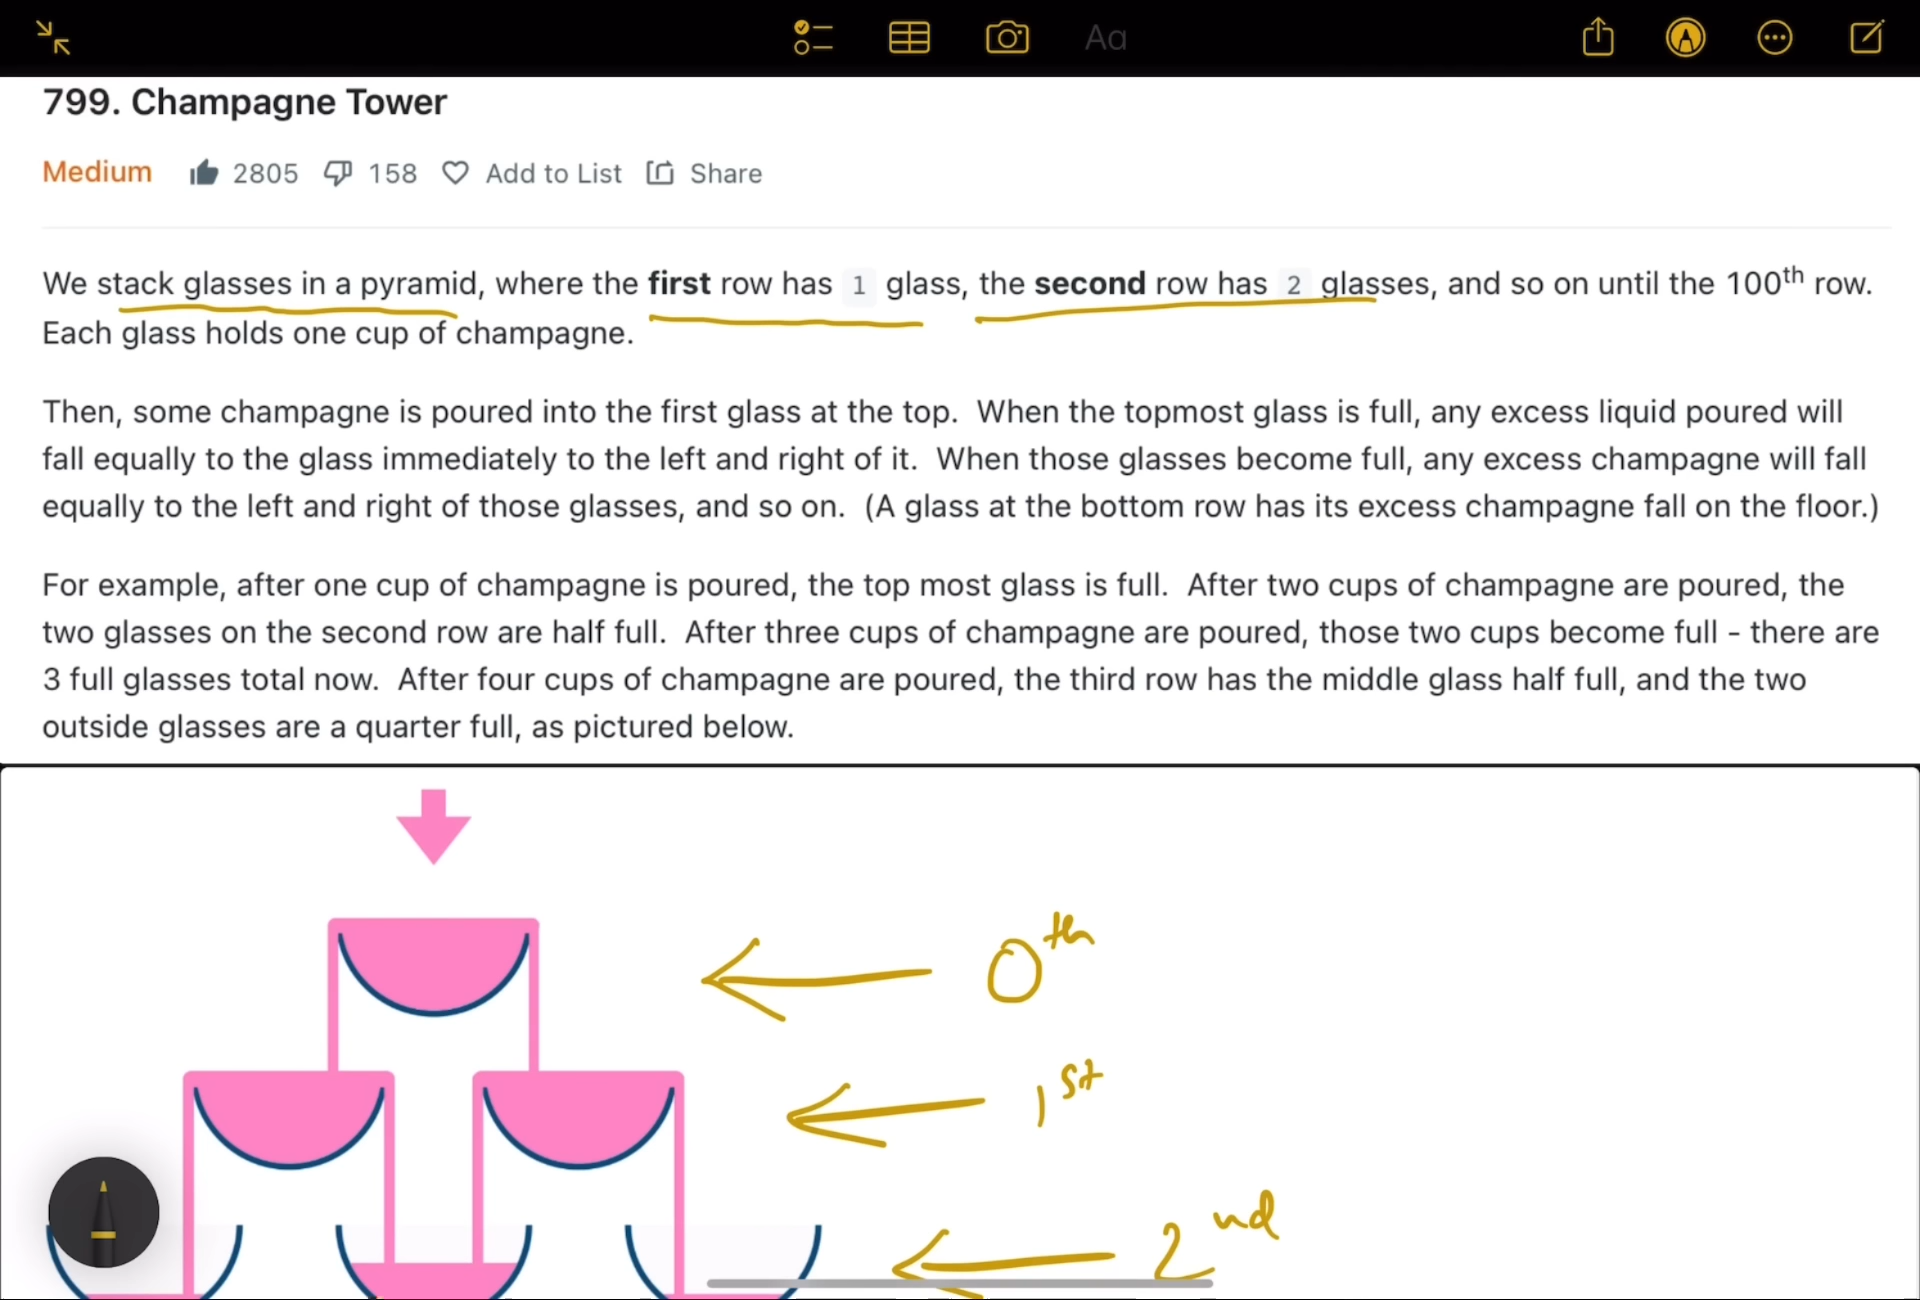 Aa
799. Champagne Tower
Medium 2805 158 Add to List Share
We stack glasses in a pyramid, where the first row has 1 glass, the second row has 2 glasses, and so on until the 100th row.
Each glass holds one cup of champagne.
Then, some champagne is poured into the first glass at the top. When the topmost glass is full, any excess liquid poured will
fall equally to the glass immediately to the left and right of it. When those glasses become full, any excess champagne will fall
equally to the left and right of those glasses, and so on. (A glass at the bottom row has its excess champagne fall on the floor.)
For example, after one cup of champagne is poured, the top most glass is full. After two cups of champagne are poured, the
two glasses on the second row are half full. After three cups of champagne are poured, those two cups become full - there are
3 full glasses total now. After four cups of champagne are poured, the third row has the middle glass half full, and the two
outside glasses are a quarter full, as pictured below.
0th
1st
2nd